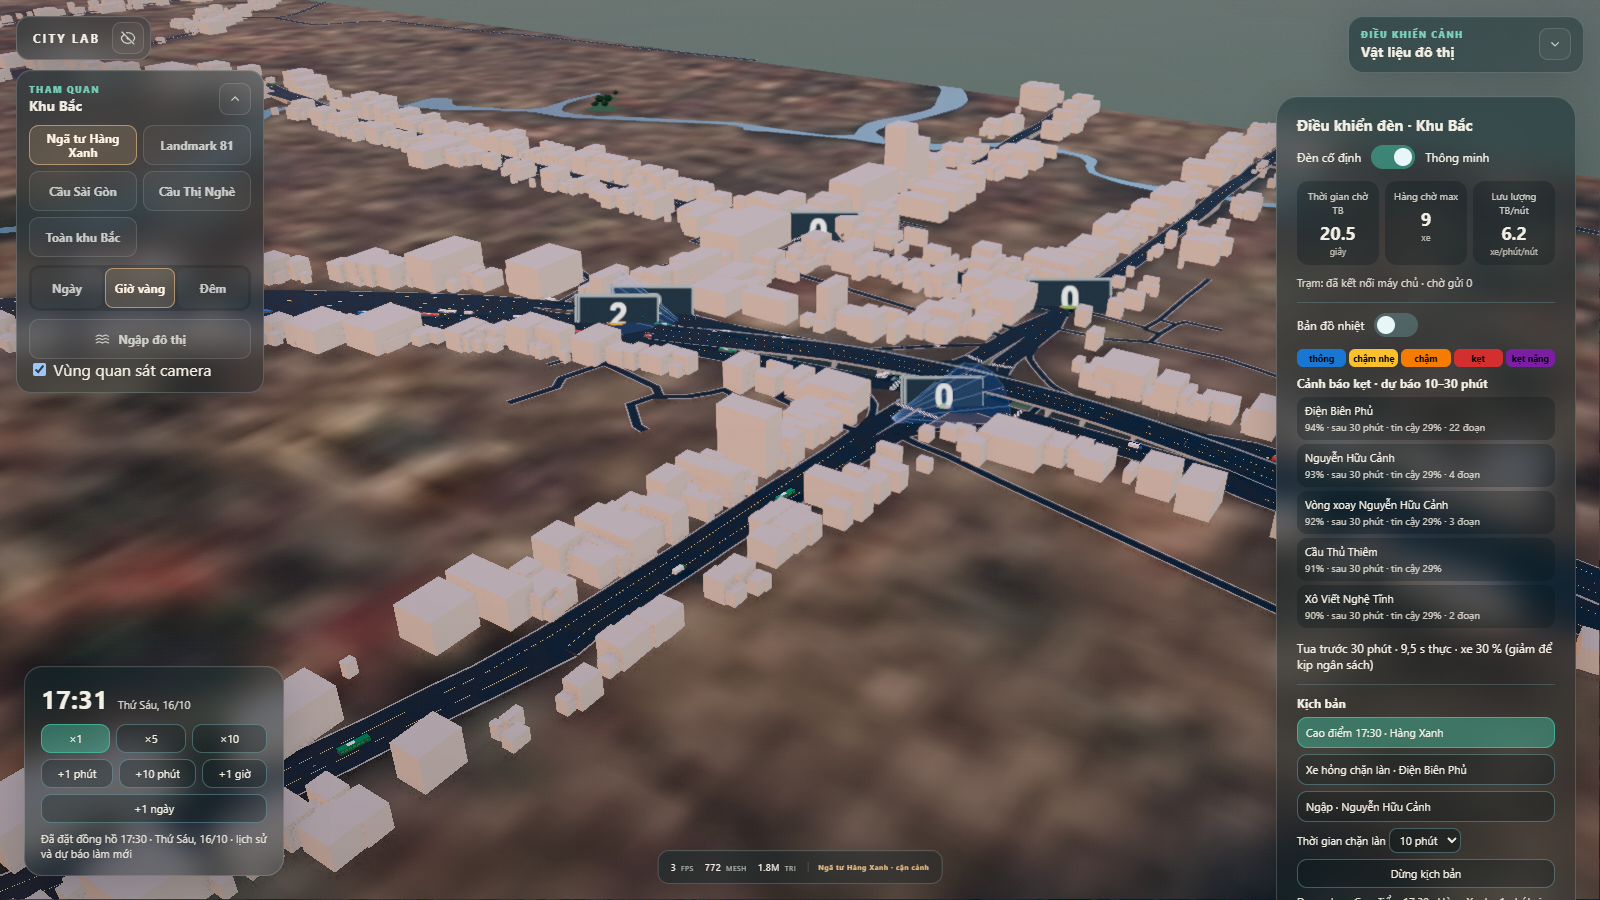 CITY LAB
THAM QUAN
Khu Bắc
Ngã tư Hàng Xanh
Landmark 81
Cầu Sài Gòn
Cầu Thị Nghè
Toàn khu Bắc
Ngày
Giờ vàng
Đêm
Ngập đô thị
Vùng quan sát camera
0
2
0
0
ĐIỀU KHIỂN CẢNH
Vật liệu đô thị
Điều khiển đèn · Khu Bắc
Đèn cố định
Thông minh
Thời gian chờ TB
20.5
giây
Hàng chờ max
9
xe
Lưu lượng TB/nút
6.2
xe/phút/nút
Trạm: đã kết nối máy chủ · chờ gửi 0
Bản đồ nhiệt
thông
chậm nhẹ
chậm
kẹt
kẹt nặng
Cảnh báo kẹt · dự báo 10–30 phút
Điện Biên Phủ
94% · sau 30 phút · tin cậy 29% · 22 đoạn
Nguyễn Hữu Cảnh
93% · sau 30 phút · tin cậy 29% · 4 đoạn
Vòng xoay Nguyễn Hữu Cảnh
92% · sau 30 phút · tin cậy 29% · 3 đoạn
Cầu Thủ Thiêm
91% · sau 30 phút · tin cậy 29%
Xô Viết Nghệ Tĩnh
90% · sau 30 phút · tin cậy 29% · 2 đoạn
Tua trước 30 phút · 9,5 s thực · xe 30 % (giảm để
kịp ngân sách)
Kịch bản
Cao điểm 17:30 · Hàng Xanh
Xe hỏng chặn làn · Điện Biên Phủ
Ngập · Nguyễn Hữu Cảnh
Thời gian chặn làn
10 phút
Dừng kịch bản
17:31
Thứ Sáu, 16/10
×1
×5
×10
+1 phút
+10 phút
+1 giờ
+1 ngày
Đã đặt đồng hồ 17:30 · Thứ Sáu, 16/10 · lịch sử
và dự báo làm mới
3 FPS
772 MESH
1.8M TRI
Ngã tư Hàng Xanh · cận cảnh